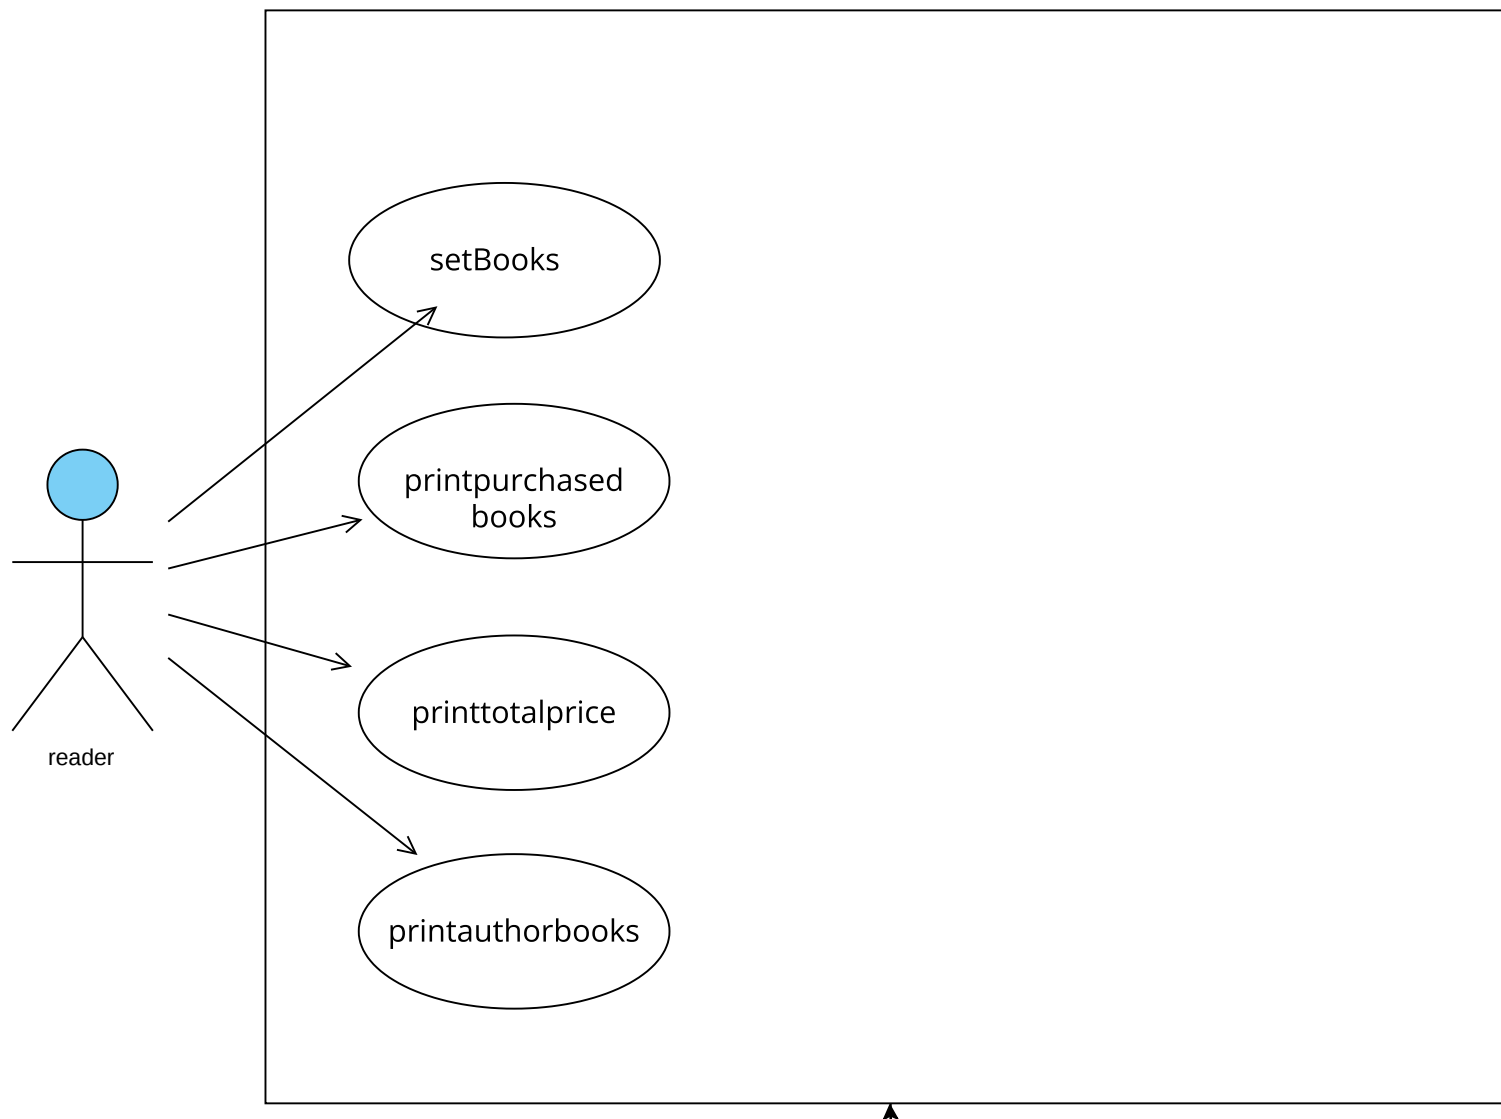 setBooks
printpurchased
books
printtotalprice
reader
printauthorbooks